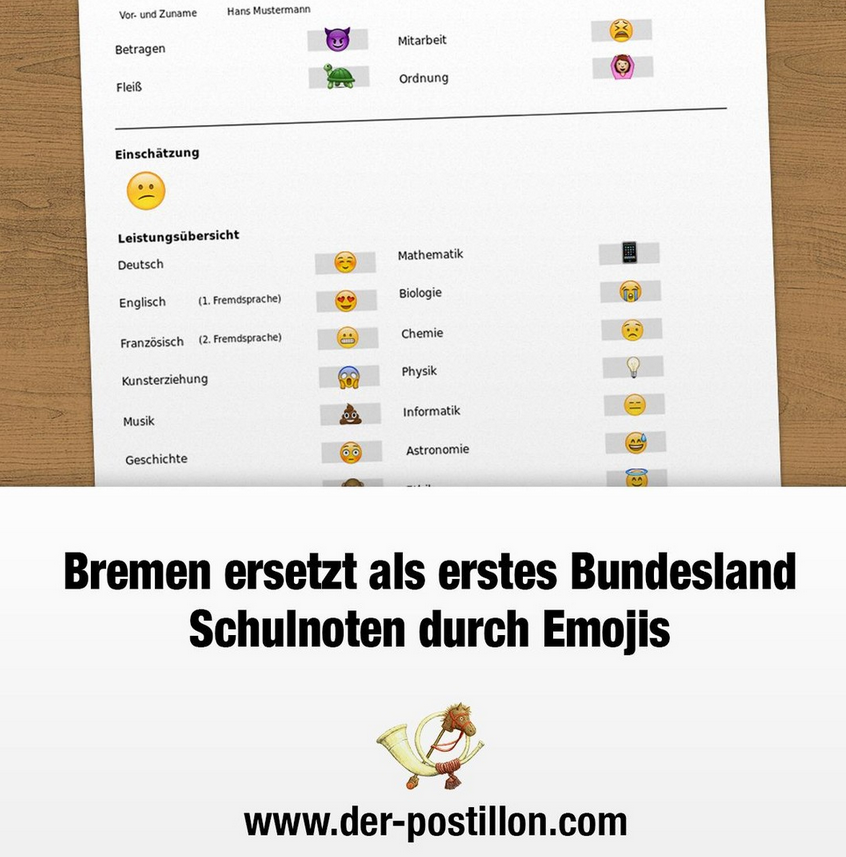 Vor- und Zuname Hans Mustermann
Betragen 😈 Mitarbeit 😫
Fleiß 🐢 Ordnung 🙆
Einschätzung
😕
Leistungsübersicht
Deutsch ☺️ Mathematik 📱
Englisch (1. Fremdsprache) 😍 Biologie 😭
Französisch (2. Fremdsprache) 😬 Chemie 😟
Kunsterziehung 😱 Physik 💡
Musik 💩 Informatik 😑
Geschichte 😳 Astronomie 😅
Bremen ersetzt als erstes Bundesland
Schulnoten durch Emojis
www.der-postillon.com